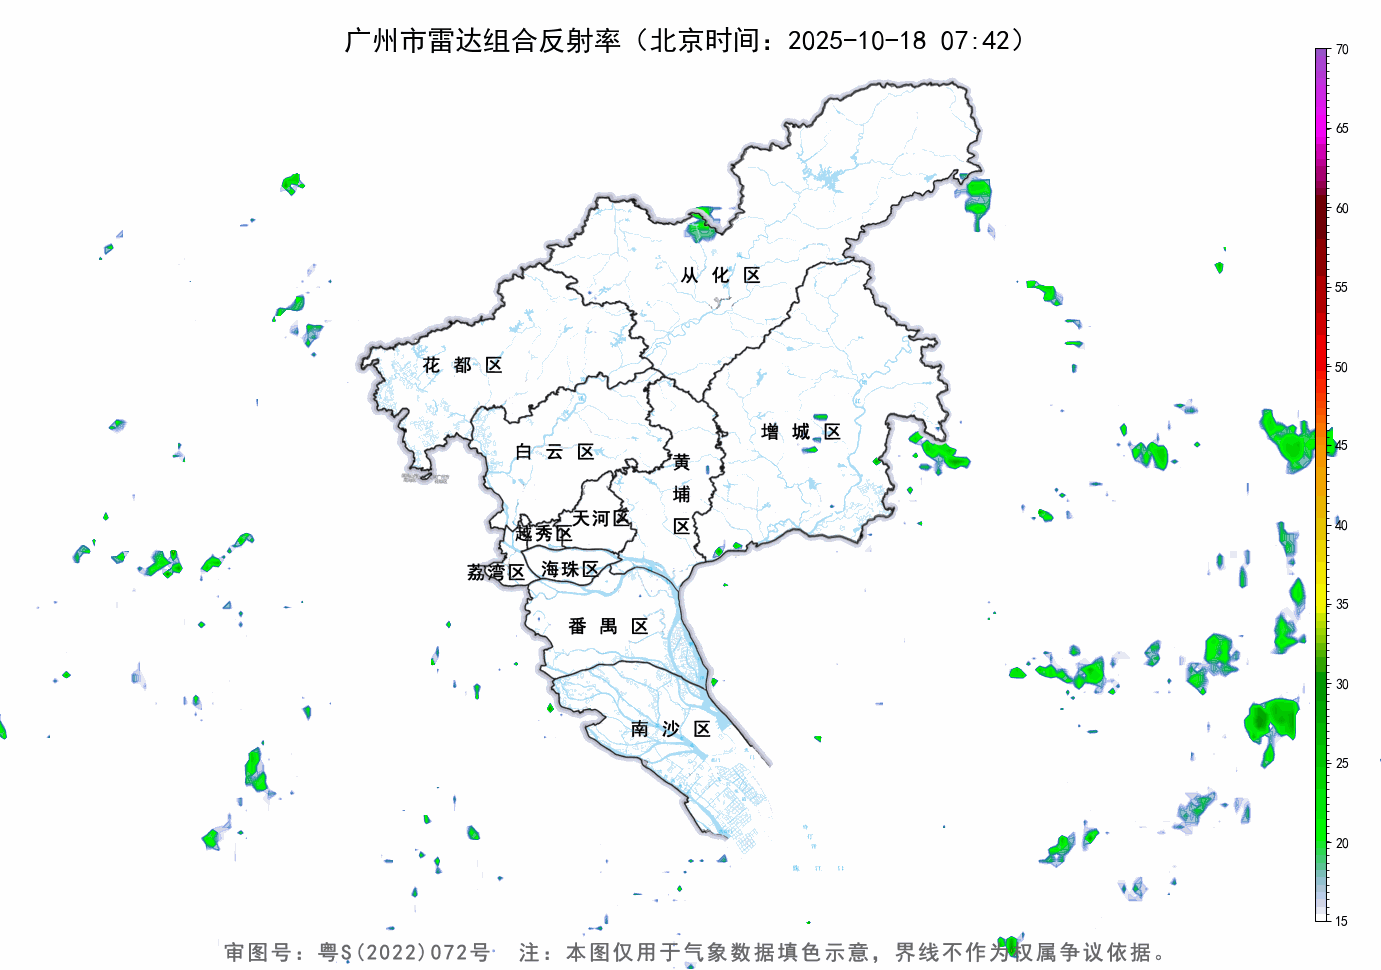 广州市雷达组合反射率（北京时间：2025-10-18 07:42）
70
65
60
55
50
45
40
35
30
25
20
15
从化区
花都区
增城区
白云区
黄埔区
天河区
越秀区
荔湾区
海珠区
番禺区
南沙区
审图号：粤S(2022)072号 注：本图仅用于气象数据填色示意，界线不作为权属争议依据。